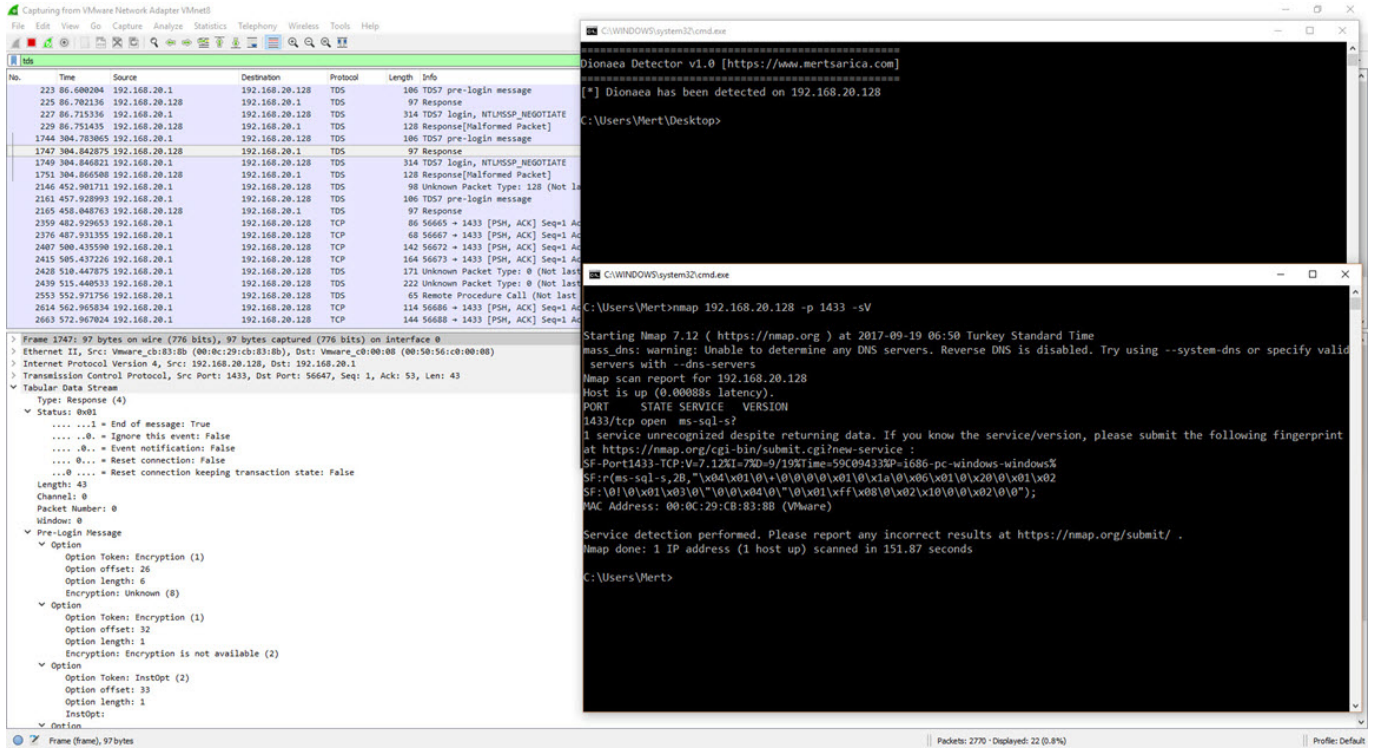 Capturing from VMware Network Adapter VMnet8
File Edit View Go Capture Analyze Statistics Telephony Wireless Tools Help
tds
No. Time Source Destination Protocol Length Info
223 86.600204 192.168.20.1 192.168.20.128 TDS 106 TDS7 pre-login message
225 86.702136 192.168.20.128 192.168.20.1 TDS 97 Response
227 86.715336 192.168.20.1 192.168.20.128 TDS 314 TDS7 login, NTLMSSP_NEGOTIATE
229 86.751435 192.168.20.128 192.168.20.1 TDS 128 Response[Malformed Packet]
1744 304.783065 192.168.20.1 192.168.20.128 TDS 106 TDS7 pre-login message
1747 304.842875 192.168.20.128 192.168.20.1 TDS 97 Response
1749 304.846821 192.168.20.1 192.168.20.128 TDS 314 TDS7 login, NTLMSSP_NEGOTIATE
1751 304.866508 192.168.20.128 192.168.20.1 TDS 128 Response[Malformed Packet]
2146 452.901711 192.168.20.1 192.168.20.128 TDS 98 Unknown Packet Type: 128 (Not la
2161 457.928993 192.168.20.1 192.168.20.128 TDS 106 TDS7 pre-login message
2165 458.048763 192.168.20.128 192.168.20.1 TDS 97 Response
2359 482.929653 192.168.20.1 192.168.20.128 TCP 86 56665 → 1433 [PSH, ACK] Seq=1 Ac
2376 487.931355 192.168.20.1 192.168.20.128 TCP 68 56667 → 1433 [PSH, ACK] Seq=1 Ac
2407 500.435590 192.168.20.1 192.168.20.128 TCP 142 56672 → 1433 [PSH, ACK] Seq=1 Ac
2415 505.437226 192.168.20.1 192.168.20.128 TCP 164 56673 → 1433 [PSH, ACK] Seq=1 Ac
2428 510.447875 192.168.20.1 192.168.20.128 TDS 171 Unknown Packet Type: 0 (Not last
2439 515.440533 192.168.20.1 192.168.20.128 TDS 222 Unknown Packet Type: 0 (Not last
2553 552.971756 192.168.20.1 192.168.20.128 TDS 65 Remote Procedure Call (Not last
2614 562.965834 192.168.20.1 192.168.20.128 TCP 114 56686 → 1433 [PSH, ACK] Seq=1 Ac
2663 572.967024 192.168.20.1 192.168.20.128 TCP 144 56688 → 1433 [PSH, ACK] Seq=1 Ac
Frame 1747: 97 bytes on wire (776 bits), 97 bytes captured (776 bits) on interface 0
Ethernet II, Src: Vmware_cb:83:8b (00:0c:29:cb:83:8b), Dst: Vmware_c0:00:08 (00:50:56:c0:00:08)
Internet Protocol Version 4, Src: 192.168.20.128, Dst: 192.168.20.1
Transmission Control Protocol, Src Port: 1433, Dst Port: 56647, Seq: 1, Ack: 53, Len: 43
Tabular Data Stream
Type: Response (4)
Status: 0x01
.... ...1 = End of message: True
.... ..0. = Ignore this event: False
.... .0.. = Event notification: False
.... 0... = Reset connection: False
...0 .... = Reset connection keeping transaction state: False
Length: 43
Channel: 0
Packet Number: 0
Window: 0
Pre-Login Message
Option
Option Token: Encryption (1)
Option offset: 26
Option length: 6
Encryption: Unknown (8)
Option
Option Token: Encryption (1)
Option offset: 32
Option length: 1
Encryption: Encryption is not available (2)
Option
Option Token: InstOpt (2)
Option offset: 33
Option length: 1
InstOpt:
Option
Frame (frame), 97 bytes
Packets: 2770 · Displayed: 22 (0.8%)
Profile: Default
C:\WINDOWS\system32\cmd.exe
==================================================
Dionaea Detector v1.0 [https://www.mertsarica.com]
==================================================
[*] Dionaea has been detected on 192.168.20.128
C:\Users\Mert\Desktop>
C:\WINDOWS\system32\cmd.exe
C:\Users\Mert>nmap 192.168.20.128 -p 1433 -sV
Starting Nmap 7.12 ( https://nmap.org ) at 2017-09-19 06:50 Turkey Standard Time
mass_dns: warning: Unable to determine any DNS servers. Reverse DNS is disabled. Try using --system-dns or specify valid
servers with --dns-servers
Nmap scan report for 192.168.20.128
Host is up (0.00088s latency).
PORT STATE SERVICE VERSION
1433/tcp open ms-sql-s?
1 service unrecognized despite returning data. If you know the service/version, please submit the following fingerprint
at https://nmap.org/cgi-bin/submit.cgi?new-service :
SF-Port1433-TCP:V=7.12%I=7%D=9/19%Time=59C09433%P=i686-pc-windows-windows%
SF:r(ms-sql-s,2B,"\x04\x01\0\+\0\0\0\0\x01\0\x1a\0\x06\x01\0\x20\0\x01\x02
SF:\0!\0\x01\x03\0\"\0\0\x04\0\"\0\x01\xff\x08\0\x02\x10\0\0\x02\0\0");
MAC Address: 00:0C:29:CB:83:8B (VMware)
Service detection performed. Please report any incorrect results at https://nmap.org/submit/ .
Nmap done: 1 IP address (1 host up) scanned in 151.87 seconds
C:\Users\Mert>